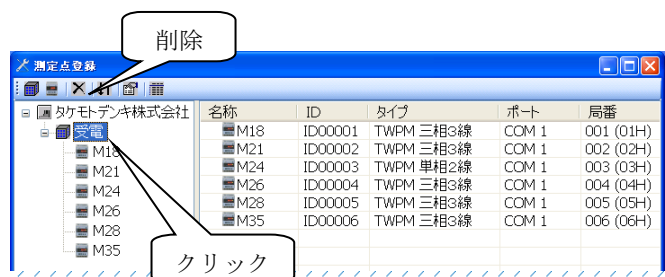 削除
測定点登録
タケモトデンキ株式会社
受電
M18
M21
M24
M26
M28
M35
名称 ID タイプ ポート 局番
M18 ID00001 TWPM 三相3線 COM 1 001 (01H)
M21 ID00002 TWPM 三相3線 COM 1 002 (02H)
M24 ID00003 TWPM 単相2線 COM 1 003 (03H)
M26 ID00004 TWPM 三相3線 COM 1 004 (04H)
M28 ID00005 TWPM 三相3線 COM 1 005 (05H)
M35 ID00006 TWPM 三相3線 COM 1 006 (06H)
クリック